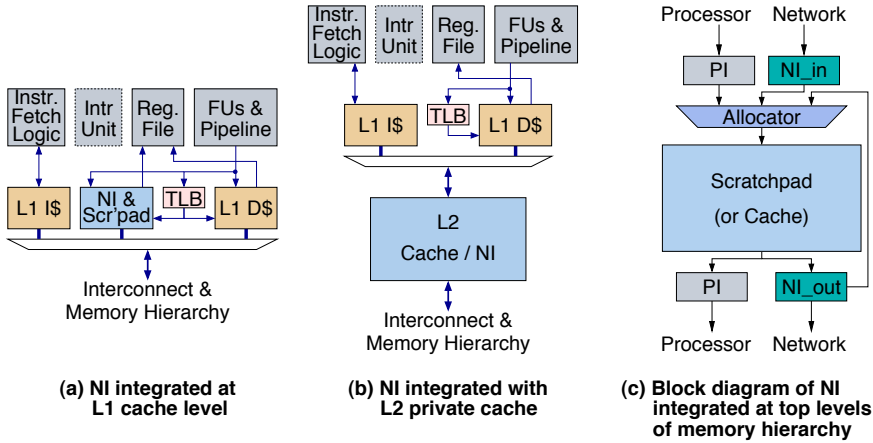 Instr.
Fetch
Logic
Intr
Unit
Reg.
File
FUs &
Pipeline
L1 I$
NI &
Scr'pad
TLB
L1 D$
Interconnect &
Memory Hierarchy
(a) NI integrated at
L1 cache level
Instr.
Fetch
Logic
Intr
Unit
Reg.
File
FUs &
Pipeline
L1 I$
TLB
L1 D$
L2
Cache / NI
Interconnect &
Memory Hierarchy
(b) NI integrated with
L2 private cache
Processor
Network
PI
NI_in
Allocator
Scratchpad
(or Cache)
PI
NI_out
Processor
Network
(c) Block diagram of NI
integrated at top levels
of memory hierarchy